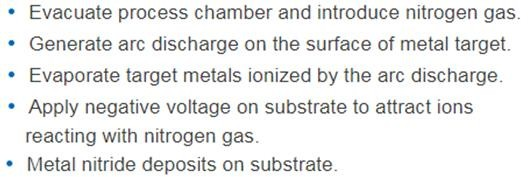 • Evacuate process chamber and introduce nitrogen gas.
• Generate arc discharge on the surface of metal target.
• Evaporate target metals ionized by the arc discharge.
• Apply negative voltage on substrate to attract ions
reacting with nitrogen gas.
• Metal nitride deposits on substrate.